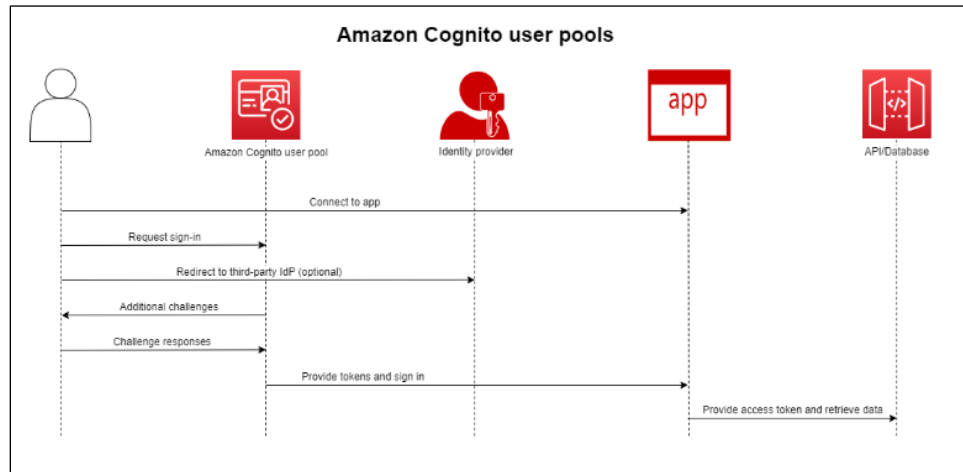 Amazon Cognito user pools
app
Amazon Cognito user pool
Identity provider
API/Database
Connect to app
Request sign-in
Redirect to third-party IdP (optional)
Additional challenges
Challenge responses
Provide tokens and sign in
Provide access token and retrieve data